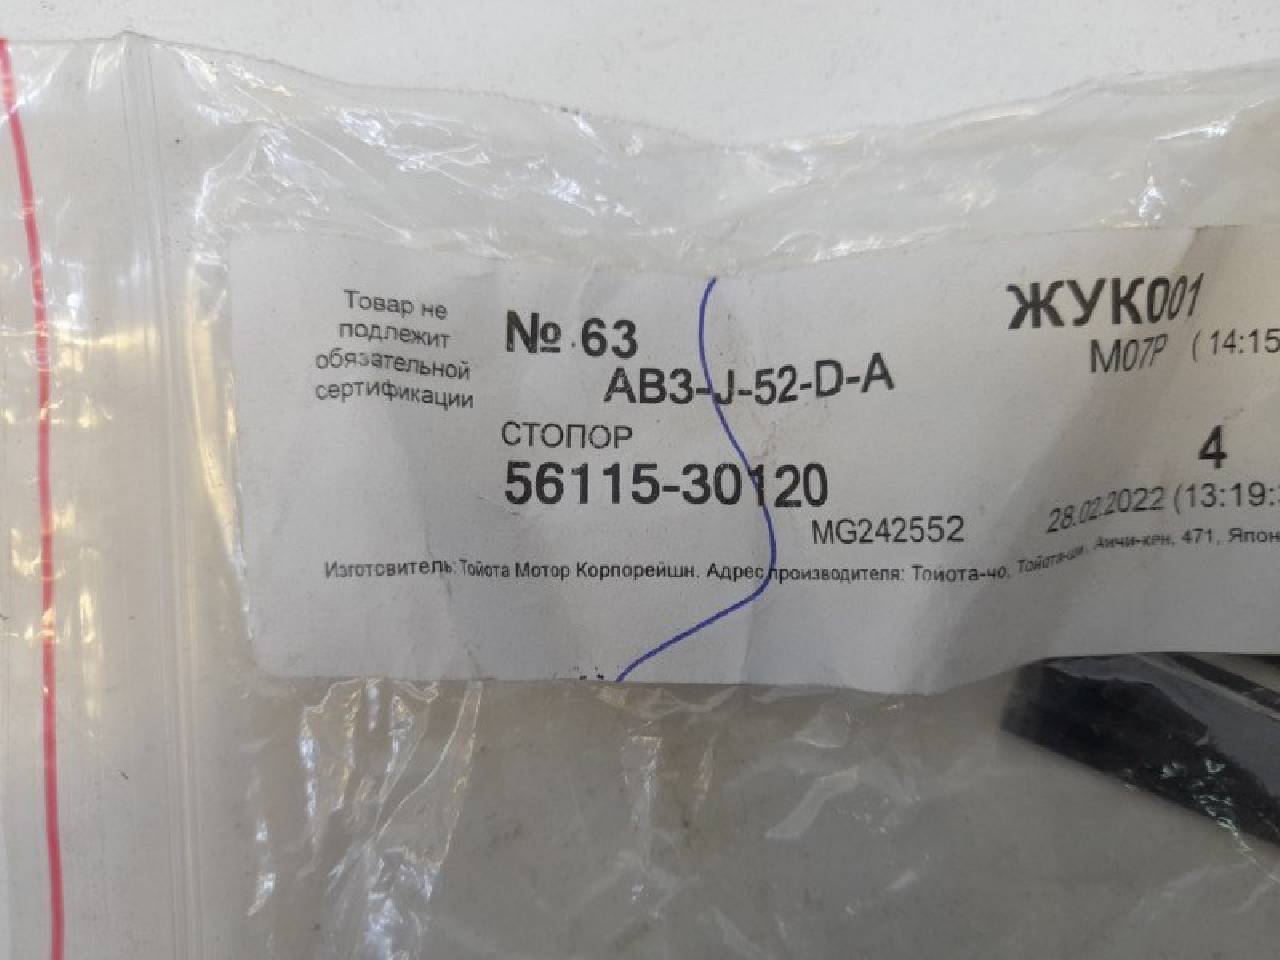 Товар не
подлежит
обязательной
сертификации
№ 63
AB3-J-52-D-A
СТОПОР
56115-30120
MG242552
ЖУК001
M07P (14:15
4
28.02.2022 (13:19:
Изготовитель: Тойота Мотор Корпорейшн. Адрес производителя: Тойота-чо, Тойота-ши, Аичи-кен, 471, Япон